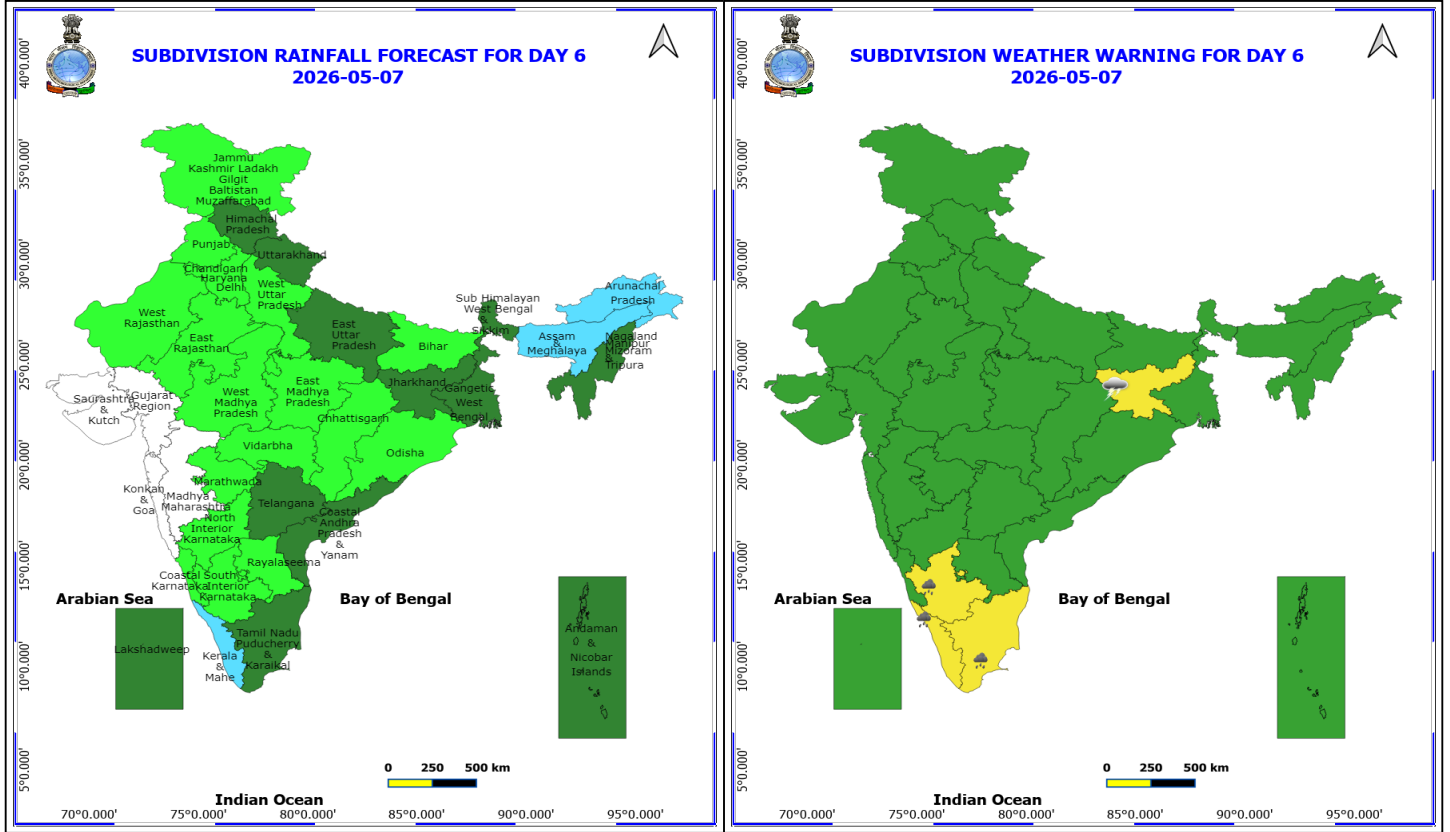 SUBDIVISION RAINFALL FORECAST FOR DAY 6
2026-05-07
40°0.000'
35°0.000'
30°0.000'
25°0.000'
20°0.000'
15°0.000'
10°0.000'
5°0.000'
Jammu
Kashmir Ladakh
Gilgit
Baltistan
Muzaffarabad
Himachal
Pradesh
Punjab
Uttarakhand
Chandigarh
Haryana
Delhi
West
Uttar
Pradesh
West
Rajasthan
East
Rajasthan
East
Uttar
Pradesh
Bihar
Sub Himalayan
West Bengal
&
Sikkim
Arunachal
Pradesh
Assam
&
Meghalaya
Nagaland
Manipur
Mizoram
&
Tripura
Saurashtra
&
Kutch
Gujarat
Region
West
Madhya
Pradesh
East
Madhya
Pradesh
Jharkhand
Gangetic
West
Bengal
Chhattisgarh
Vidarbha
Odisha
Marathwada
Konkan
&
Goa
Madhya
Maharashtra
Telangana
North
Interior
Karnataka
Coastal
Andhra
Pradesh
&
Yanam
Rayalaseema
Coastal
Karnataka
South
Interior
Karnataka
Arabian Sea
Bay of Bengal
Lakshadweep
Kerala
&
Mahe
Tamil Nadu
Puducherry
&
Karaikal
Andaman
&
Nicobar
Islands
0 250 500 km
Indian Ocean
70°0.000' 75°0.000' 80°0.000' 85°0.000' 90°0.000' 95°0.000'
SUBDIVISION WEATHER WARNING FOR DAY 6
2026-05-07
40°0.000'
35°0.000'
30°0.000'
25°0.000'
20°0.000'
15°0.000'
10°0.000'
5°0.000'
Arabian Sea
Bay of Bengal
0 250 500 km
Indian Ocean
70°0.000' 75°0.000' 80°0.000' 85°0.000' 90°0.000' 95°0.000'